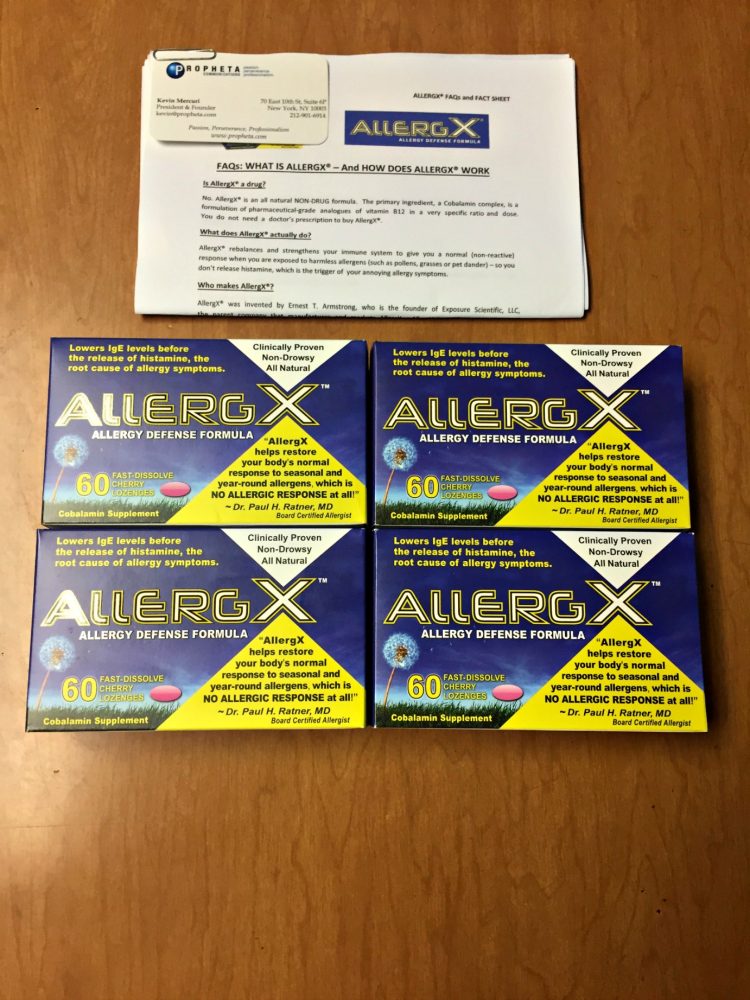 PROPHETA
COMMUNICATIONS
passion.
perseverance.
professionalism.
Kevin Mercuri
President & Founder
kevin@propheta.com
70 East 10th St, Suite 6P
New York, NY 10003
212-901-6914
Passion, Perseverance, Professionalism
www.propheta.com
ALLERGX® FAQs and FACT SHEET
ALLERGX®
ALLERGY DEFENSE FORMULA
FAQs: WHAT IS ALLERGX® – And HOW DOES ALLERGX® WORK
Is AllergX® a drug?
No. AllergX® is an all natural NON-DRUG formula. The primary ingredient, a Cobalamin complex, is a
formulation of pharmaceutical-grade analogues of vitamin B12 in a very specific ratio and dose.
You do not need a doctor's prescription to buy AllergX®.
What does AllergX® actually do?
AllergX® rebalances and strengthens your immune system to give you a normal (non-reactive)
response when you are exposed to harmless allergens (such as pollens, grasses or pet dander) – so you
don't release histamine, which is the trigger of your annoying allergy symptoms.
Who makes AllergX®?
AllergX® was invented by Ernest T. Armstrong, who is the founder of Exposure Scientific, LLC,
Lowers IgE levels before
the release of histamine, the
root cause of allergy symptoms.
Clinically Proven
Non-Drowsy
All Natural
ALLERGX™
ALLERGY DEFENSE FORMULA
"AllergX
helps restore
your body's normal
response to seasonal and
year-round allergens, which is
NO ALLERGIC RESPONSE at all!"
~ Dr. Paul H. Ratner, MD
Board Certified Allergist
60 FAST-DISSOLVE
CHERRY
LOZENGES
Cobalamin Supplement
Lowers IgE levels before
the release of histamine, the
root cause of allergy symptoms.
Clinically Proven
Non-Drowsy
All Natural
ALLERGX™
ALLERGY DEFENSE FORMULA
"AllergX
helps restore
your body's normal
response to seasonal and
year-round allergens, which is
NO ALLERGIC RESPONSE at all!"
~ Dr. Paul H. Ratner, MD
Board Certified Allergist
60 FAST-DISSOLVE
CHERRY
LOZENGES
Cobalamin Supplement
Lowers IgE levels before
the release of histamine, the
root cause of allergy symptoms.
Clinically Proven
Non-Drowsy
All Natural
ALLERGX™
ALLERGY DEFENSE FORMULA
"AllergX
helps restore
your body's normal
response to seasonal and
year-round allergens, which is
NO ALLERGIC RESPONSE at all!"
~ Dr. Paul H. Ratner, MD
Board Certified Allergist
60 FAST-DISSOLVE
CHERRY
LOZENGES
Cobalamin Supplement
Lowers IgE levels before
the release of histamine, the
root cause of allergy symptoms.
Clinically Proven
Non-Drowsy
All Natural
ALLERGX™
ALLERGY DEFENSE FORMULA
"AllergX
helps restore
your body's normal
response to seasonal and
year-round allergens, which is
NO ALLERGIC RESPONSE at all!"
~ Dr. Paul H. Ratner, MD
Board Certified Allergist
60 FAST-DISSOLVE
CHERRY
LOZENGES
Cobalamin Supplement